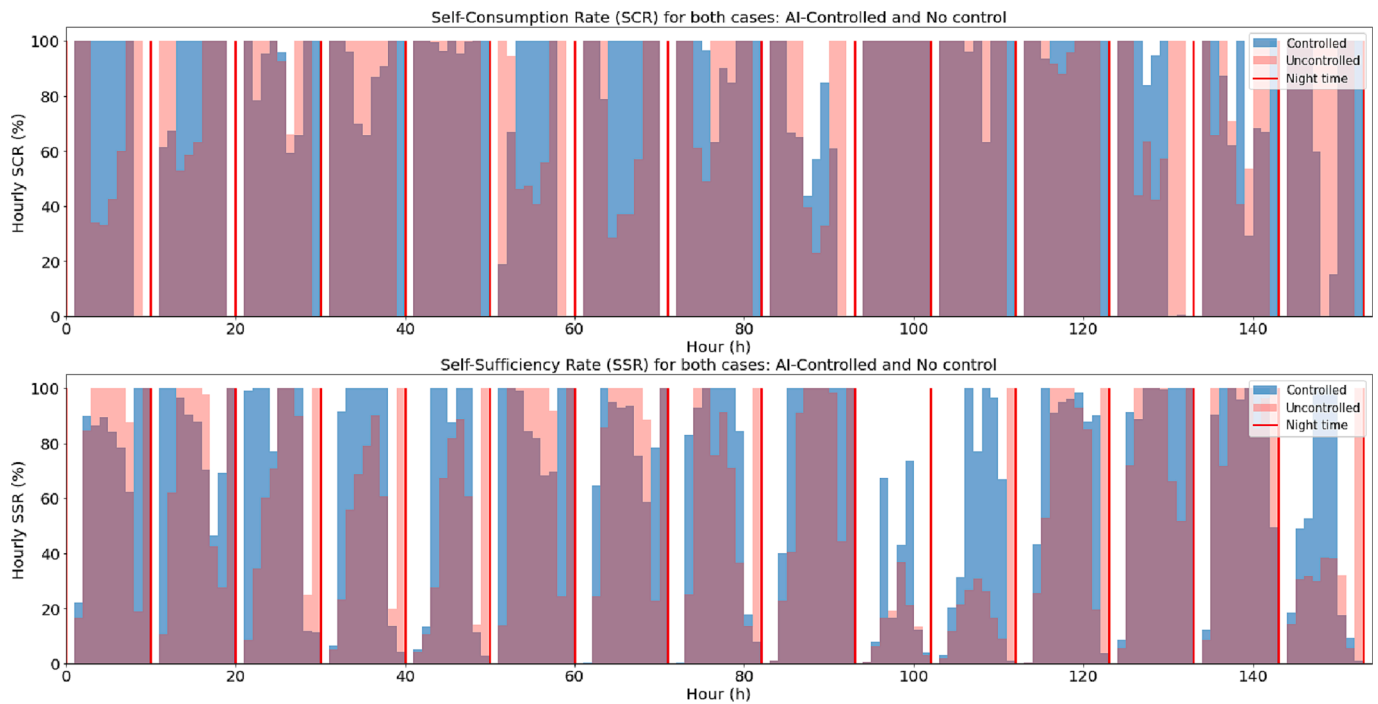 Self-Consumption Rate (SCR) for both cases: AI-Controlled and No control
100
80
60
40
20
0
Hourly SCR (%)
Controlled
Uncontrolled
Night time
0 20 40 60 80 100 120 140
Hour (h)
Self-Sufficiency Rate (SSR) for both cases: AI-Controlled and No control
100
80
60
40
20
0
Hourly SSR (%)
Controlled
Uncontrolled
Night time
0 20 40 60 80 100 120 140
Hour (h)